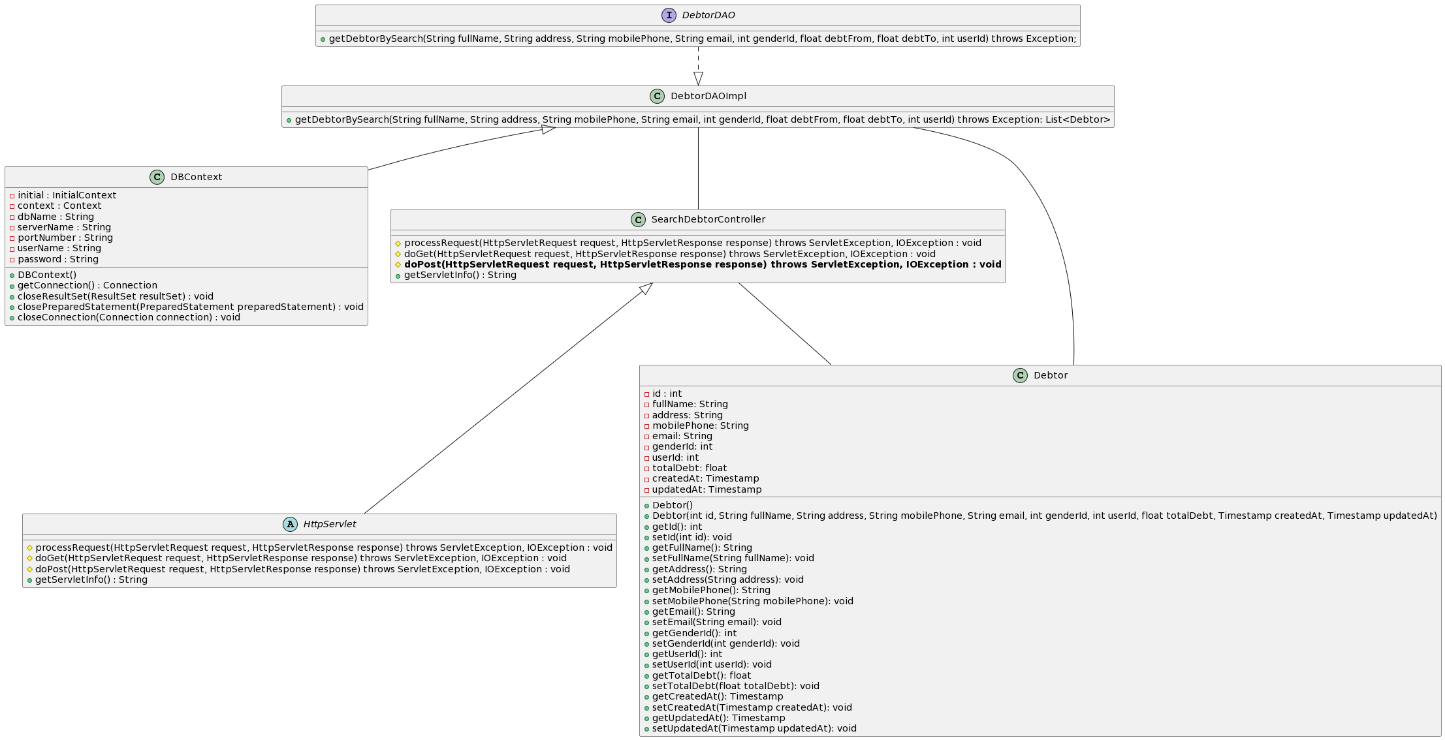 I DebtorDAO
getDebtorBySearch(String fullName, String address, String mobilePhone, String email, int genderId, float debtFrom, float debtTo, int userId) throws Exception;
C DebtorDAOImpl
getDebtorBySearch(String fullName, String address, String mobilePhone, String email, int genderId, float debtFrom, float debtTo, int userId) throws Exception: List<Debtor>
C DBContext
initial : InitialContext
context : Context
dbName : String
serverName : String
portNumber : String
userName : String
password : String
DBContext()
getConnection() : Connection
closeResultSet(ResultSet resultSet) : void
closePreparedStatement(PreparedStatement preparedStatement) : void
closeConnection(Connection connection) : void
C SearchDebtorController
processRequest(HttpServletRequest request, HttpServletResponse response) throws ServletException, IOException : void
doGet(HttpServletRequest request, HttpServletResponse response) throws ServletException, IOException : void
doPost(HttpServletRequest request, HttpServletResponse response) throws ServletException, IOException : void
getServletInfo() : String
A HttpServlet
processRequest(HttpServletRequest request, HttpServletResponse response) throws ServletException, IOException : void
doGet(HttpServletRequest request, HttpServletResponse response) throws ServletException, IOException : void
doPost(HttpServletRequest request, HttpServletResponse response) throws ServletException, IOException : void
getServletInfo() : String
C Debtor
id : int
fullName: String
address: String
mobilePhone: String
email: String
genderId: int
userId: int
totalDebt: float
createdAt: Timestamp
updatedAt: Timestamp
Debtor()
Debtor(int id, String fullName, String address, String mobilePhone, String email, int genderId, int userId, float totalDebt, Timestamp createdAt, Timestamp updatedAt)
getId(): int
setId(int id): void
getFullName(): String
setFullName(String fullName): void
getAddress(): String
setAddress(String address): void
getMobilePhone(): String
setMobilePhone(String mobilePhone): void
getEmail(): String
setEmail(String email): void
getGenderId(): int
setGenderId(int genderId): void
getUserId(): int
setUserId(int userId): void
getTotalDebt(): float
setTotalDebt(float totalDebt): void
getCreatedAt(): Timestamp
setCreatedAt(Timestamp createdAt): void
getUpdatedAt(): Timestamp
setUpdatedAt(Timestamp updatedAt): void